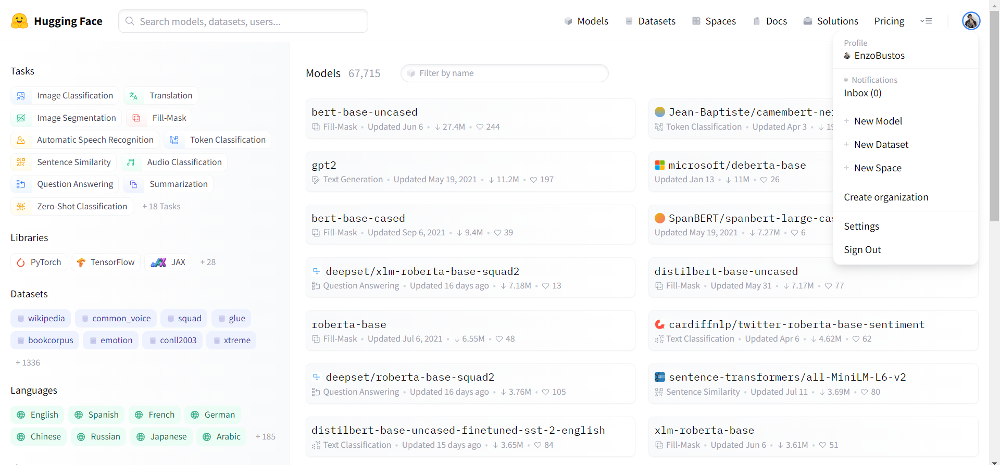 Hugging Face
Search models, datasets, users...
Models
Datasets
Spaces
Docs
Solutions
Pricing
Profile
EnzoBustos
Notifications
Inbox (0)
New Model
New Dataset
New Space
Create organization
Settings
Sign Out
Tasks
Image Classification
Translation
Image Segmentation
Fill-Mask
Automatic Speech Recognition
Token Classification
Sentence Similarity
Audio Classification
Question Answering
Summarization
Zero-Shot Classification
+ 18 Tasks
Libraries
PyTorch
TensorFlow
JAX
+ 28
Datasets
wikipedia
common_voice
squad
glue
bookcorpus
emotion
conll2003
xtreme
+ 1336
Languages
English
Spanish
French
German
Chinese
Russian
Japanese
Arabic
+ 185
Models 67,715
Filter by name
bert-base-uncased
Fill-Mask • Updated Jun 6 • ↓ 27.4M • ♡ 244
Jean-Baptiste/camembert-ne
Token Classification • Updated Apr 3 • ↓ 19
gpt2
Text Generation • Updated May 19, 2021 • ↓ 11.2M • ♡ 197
microsoft/deberta-base
Updated Jan 13 • ↓ 11M • ♡ 26
bert-base-cased
Fill-Mask • Updated Sep 6, 2021 • ↓ 9.4M • ♡ 39
SpanBERT/spanbert-large-cas
Updated May 19, 2021 • ↓ 7.27M • ♡ 6
deepset/xlm-roberta-base-squad2
Question Answering • Updated 16 days ago • ↓ 7.18M • ♡ 13
distilbert-base-uncased
Fill-Mask • Updated May 31 • ↓ 7.17M • ♡ 77
roberta-base
Fill-Mask • Updated Jul 6, 2021 • ↓ 6.55M • ♡ 48
cardiffnlp/twitter-roberta-base-sentiment
Text Classification • Updated Apr 6 • ↓ 4.62M • ♡ 62
deepset/roberta-base-squad2
Question Answering • Updated 16 days ago • ↓ 3.76M • ♡ 105
sentence-transformers/all-MiniLM-L6-v2
Sentence Similarity • Updated Jul 11 • ↓ 3.69M • ♡ 80
distilbert-base-uncased-finetuned-sst-2-english
Text Classification • Updated 15 days ago • ↓ 3.65M • ♡ 84
xlm-roberta-base
Fill-Mask • Updated Jun 6 • ↓ 3.61M • ♡ 51